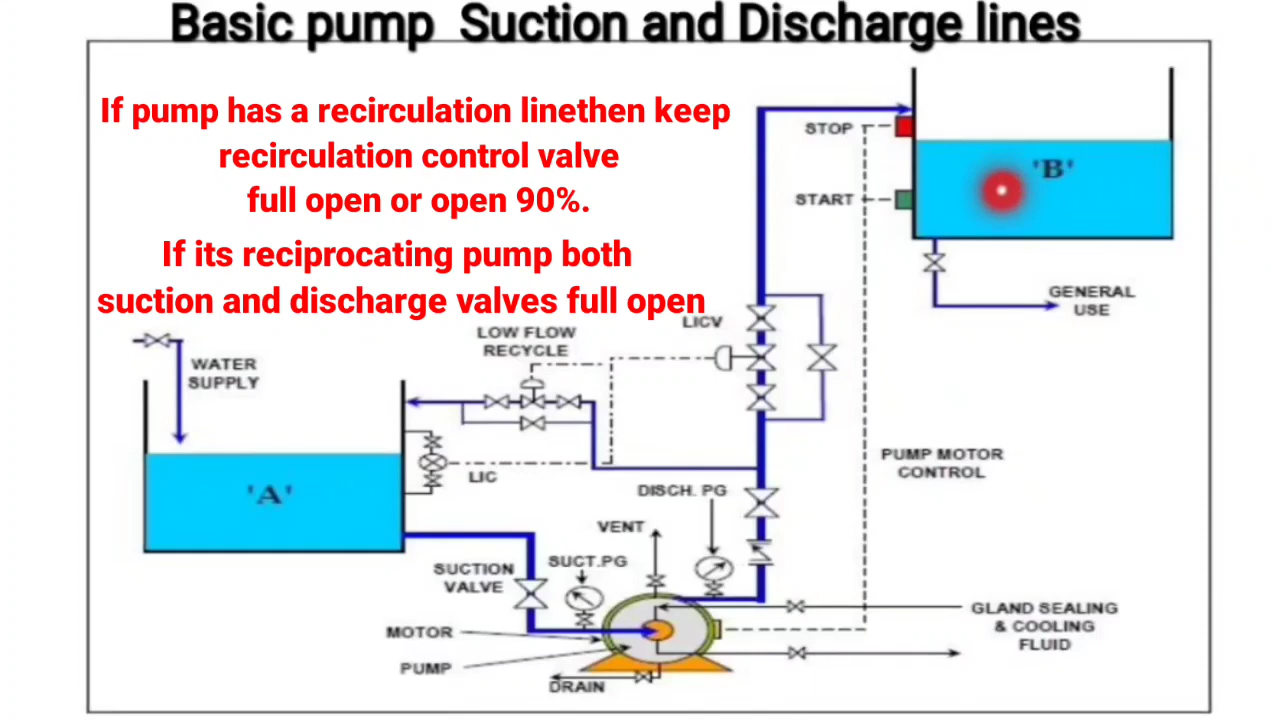 Basic pump Suction and Discharge lines
If pump has a recirculation linethen keep
recirculation control valve
full open or open 90%.
If its reciprocating pump both
suction and discharge valves full open
STOP
'B'
START
GENERAL
USE
LICV
LOW FLOW
RECYCLE
WATER
SUPPLY
'A'
LIC
PUMP MOTOR
CONTROL
DISCH. PG
VENT
SUCT.PG
SUCTION
VALVE
GLAND SEALING
& COOLING
FLUID
MOTOR
PUMP
DRAIN